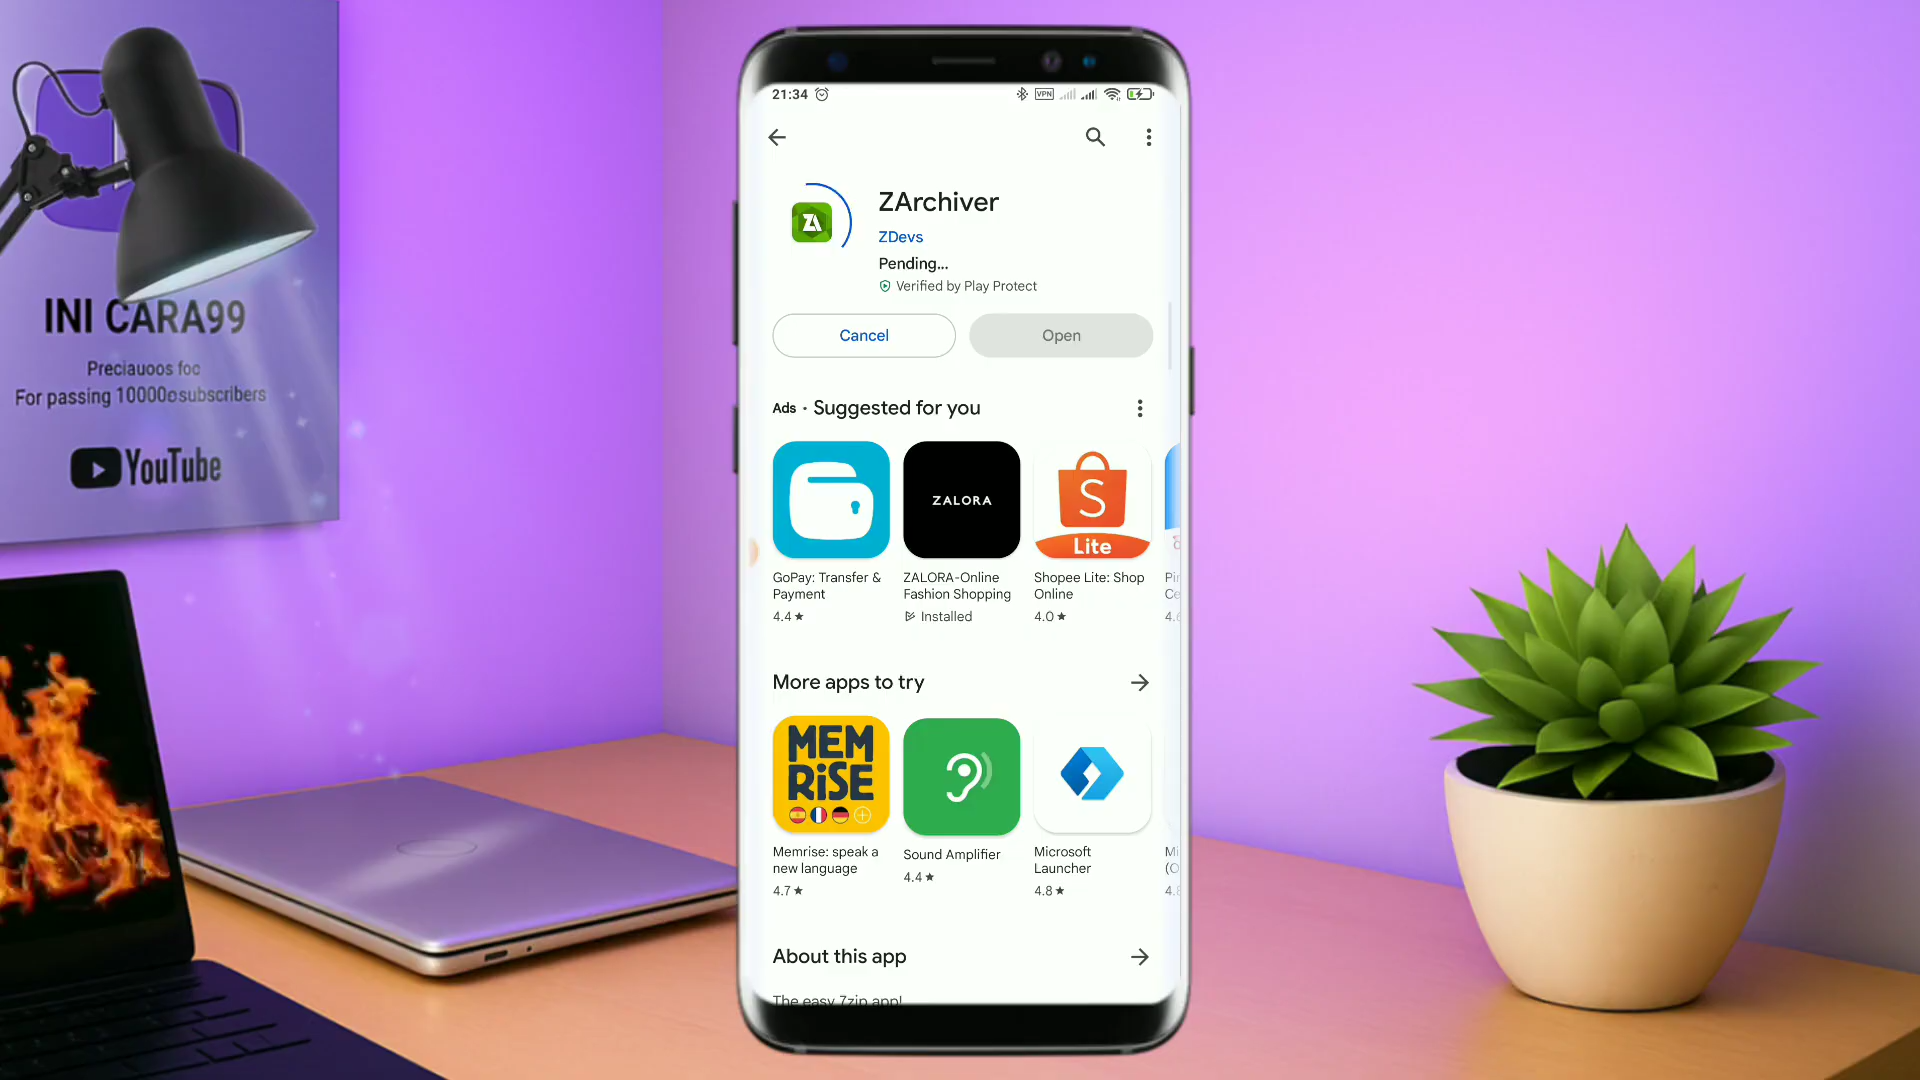 INI CARA99
Preciauoos foc
For passing 10000osubscribers
YouTube
21:34
VPN
ZArchiver
ZA
ZDevs
Pending...
Verified by Play Protect
Cancel
Open
Ads • Suggested for you
ZALORA
S
Lite
GoPay: Transfer &
Payment
4.4★
ZALORA-Online
Fashion Shopping
Installed
Shopee Lite: Shop
Online
4.0★
More apps to try
MEM
RiSE
Memrise: speak a
new language
4.7★
Sound Amplifier
4.4★
Microsoft
Launcher
4.8★
About this app
The easy 7zip app!